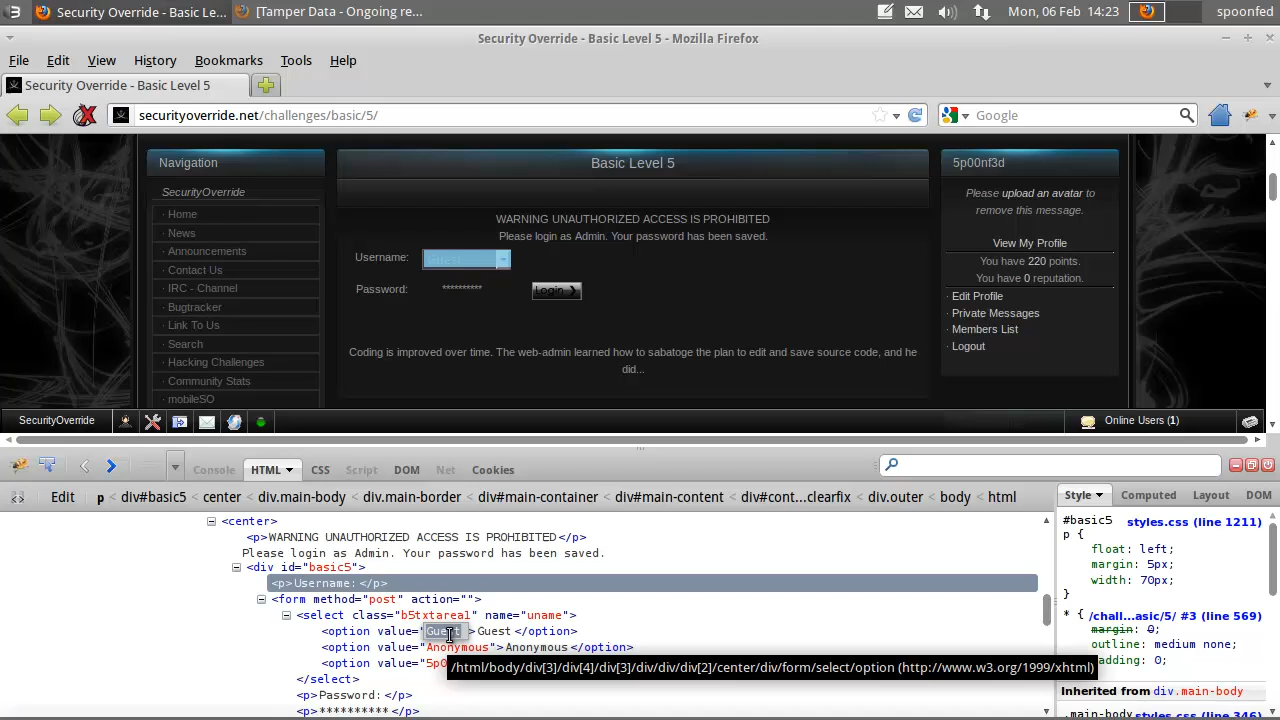 Security Override - Basic Le...
[Tamper Data - Ongoing re...
Mon, 06 Feb 14:23
spoonfed
Security Override - Basic Level 5 - Mozilla Firefox
File Edit View History Bookmarks Tools Help
Security Override - Basic Level 5
securityoverride.net/challenges/basic/5/
Google
Navigation
SecurityOverride
· Home
· News
· Announcements
· Contact Us
· IRC - Channel
· Bugtracker
· Link To Us
· Search
· Hacking Challenges
· Community Stats
· mobileSO
Basic Level 5
WARNING UNAUTHORIZED ACCESS IS PROHIBITED
Please login as Admin. Your password has been saved.
Username: Guest
Password: ********** Login
Coding is improved over time. The web-admin learned how to sabatoge the plan to edit and save source code, and he
did...
5p00nf3d
Please upload an avatar to
remove this message.
View My Profile
You have 220 points.
You have 0 reputation.
· Edit Profile
· Private Messages
· Members List
· Logout
SecurityOverride
Online Users (1)
Console HTML CSS Script DOM Net Cookies
Edit p < div#basic5 < center < div.main-body < div.main-border < div#main-container < div#main-content < div#cont...clearfix < div.outer < body < html
<center>
<p>WARNING UNAUTHORIZED ACCESS IS PROHIBITED</p>
Please login as Admin. Your password has been saved.
<div id="basic5">
<p>Username:</p>
<form method="post" action="">
<select class="b5txtarea1" name="uname">
<option value="Guest">Guest</option>
<option value="Anonymous">Anonymous</option>
<option value="5p0
/html/body/div[3]/div[4]/div[3]/div/div/div[2]/center/div/form/select/option (http://www.w3.org/1999/xhtml)
</select>
<p>Password:</p>
<p>**********</p>
Style Computed Layout DOM
#basic5 styles.css (line 1211)
p {
float: left;
margin: 5px;
width: 70px;
}
* { /chall...asic/5/ #3 (line 569)
margin: 0;
outline: medium none;
padding: 0;
Inherited from div.main-body
.main-body styles.css (line 346)